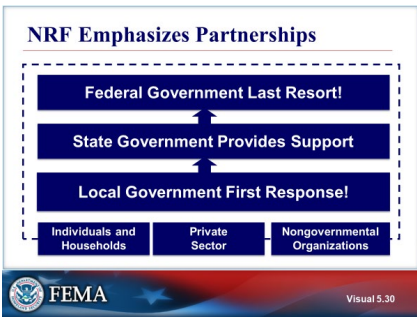 NRF Emphasizes Partnerships
Federal Government Last Resort!
State Government Provides Support
Local Government First Response!
Individuals and
Households
Private
Sector
Nongovernmental
Organizations
FEMA
Visual 5.30